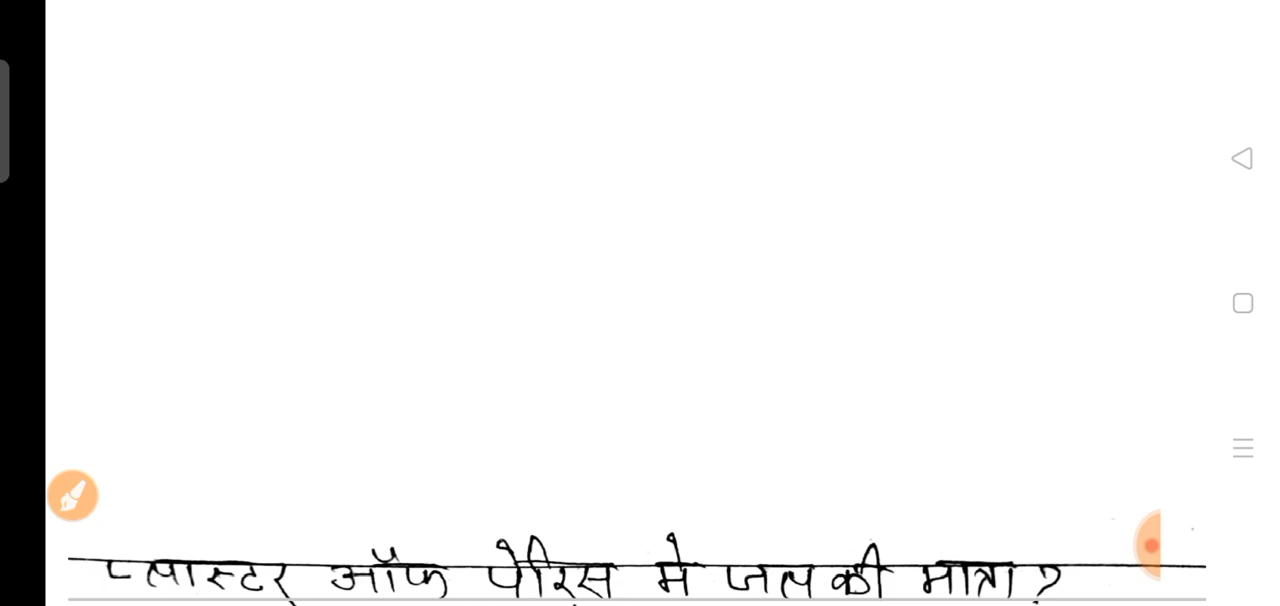 प्लास्टर ऑफ पेरिस मे जल की मात्रा ?